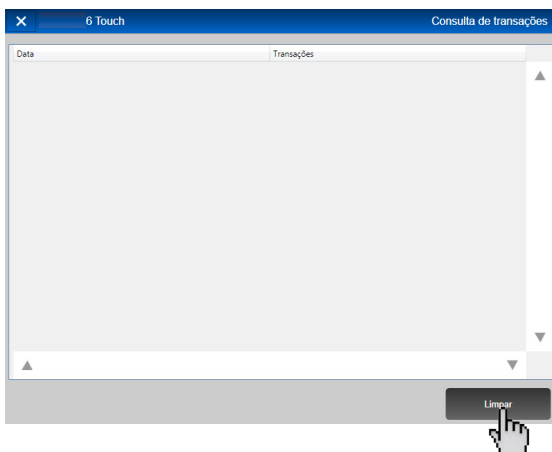 6 Touch
Consulta de transações
Data
Transações
Limpar